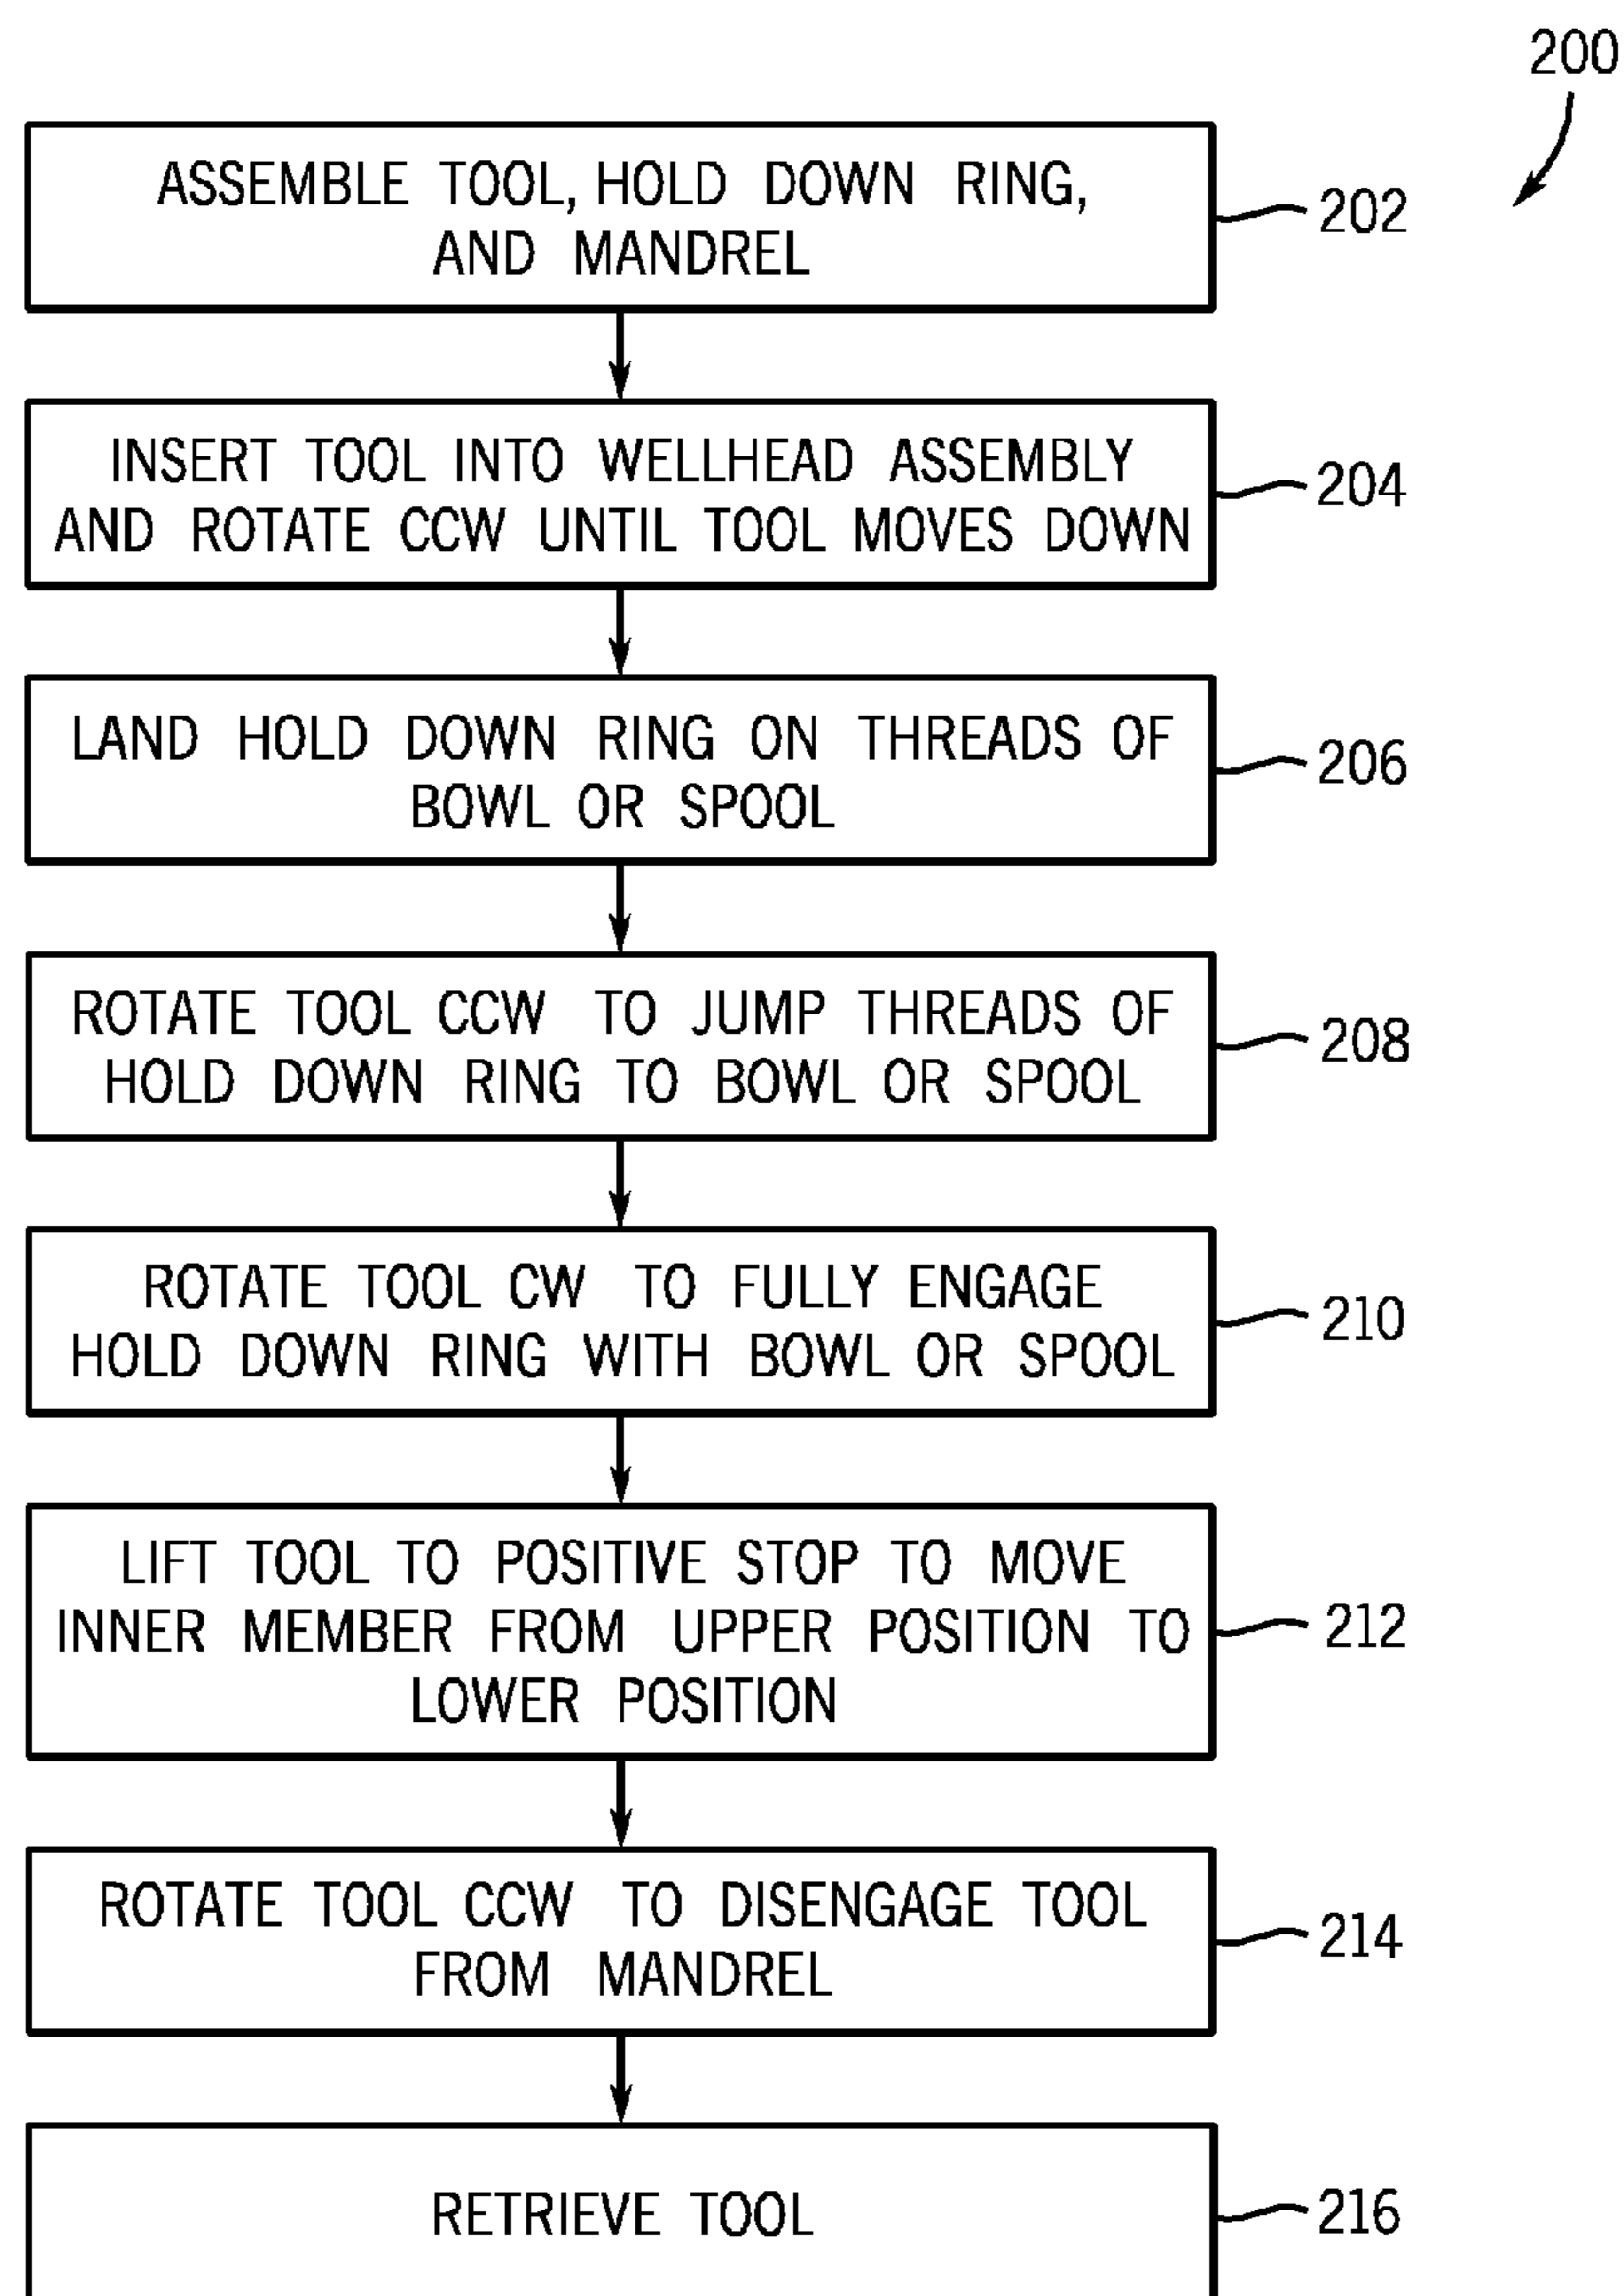 200
ASSEMBLE TOOL, HOLD DOWN RING,
AND MANDREL
202
INSERT TOOL INTO WELLHEAD ASSEMBLY
AND ROTATE CCW UNTIL TOOL MOVES DOWN
204
LAND HOLD DOWN RING ON THREADS OF
BOWL OR SPOOL
206
ROTATE TOOL CCW TO JUMP THREADS OF
HOLD DOWN RING TO BOWL OR SPOOL
208
ROTATE TOOL CW TO FULLY ENGAGE
HOLD DOWN RING WITH BOWL OR SPOOL
210
LIFT TOOL TO POSITIVE STOP TO MOVE
INNER MEMBER FROM UPPER POSITION TO
LOWER POSITION
212
ROTATE TOOL CCW TO DISENGAGE TOOL
FROM MANDREL
214
RETRIEVE TOOL
216